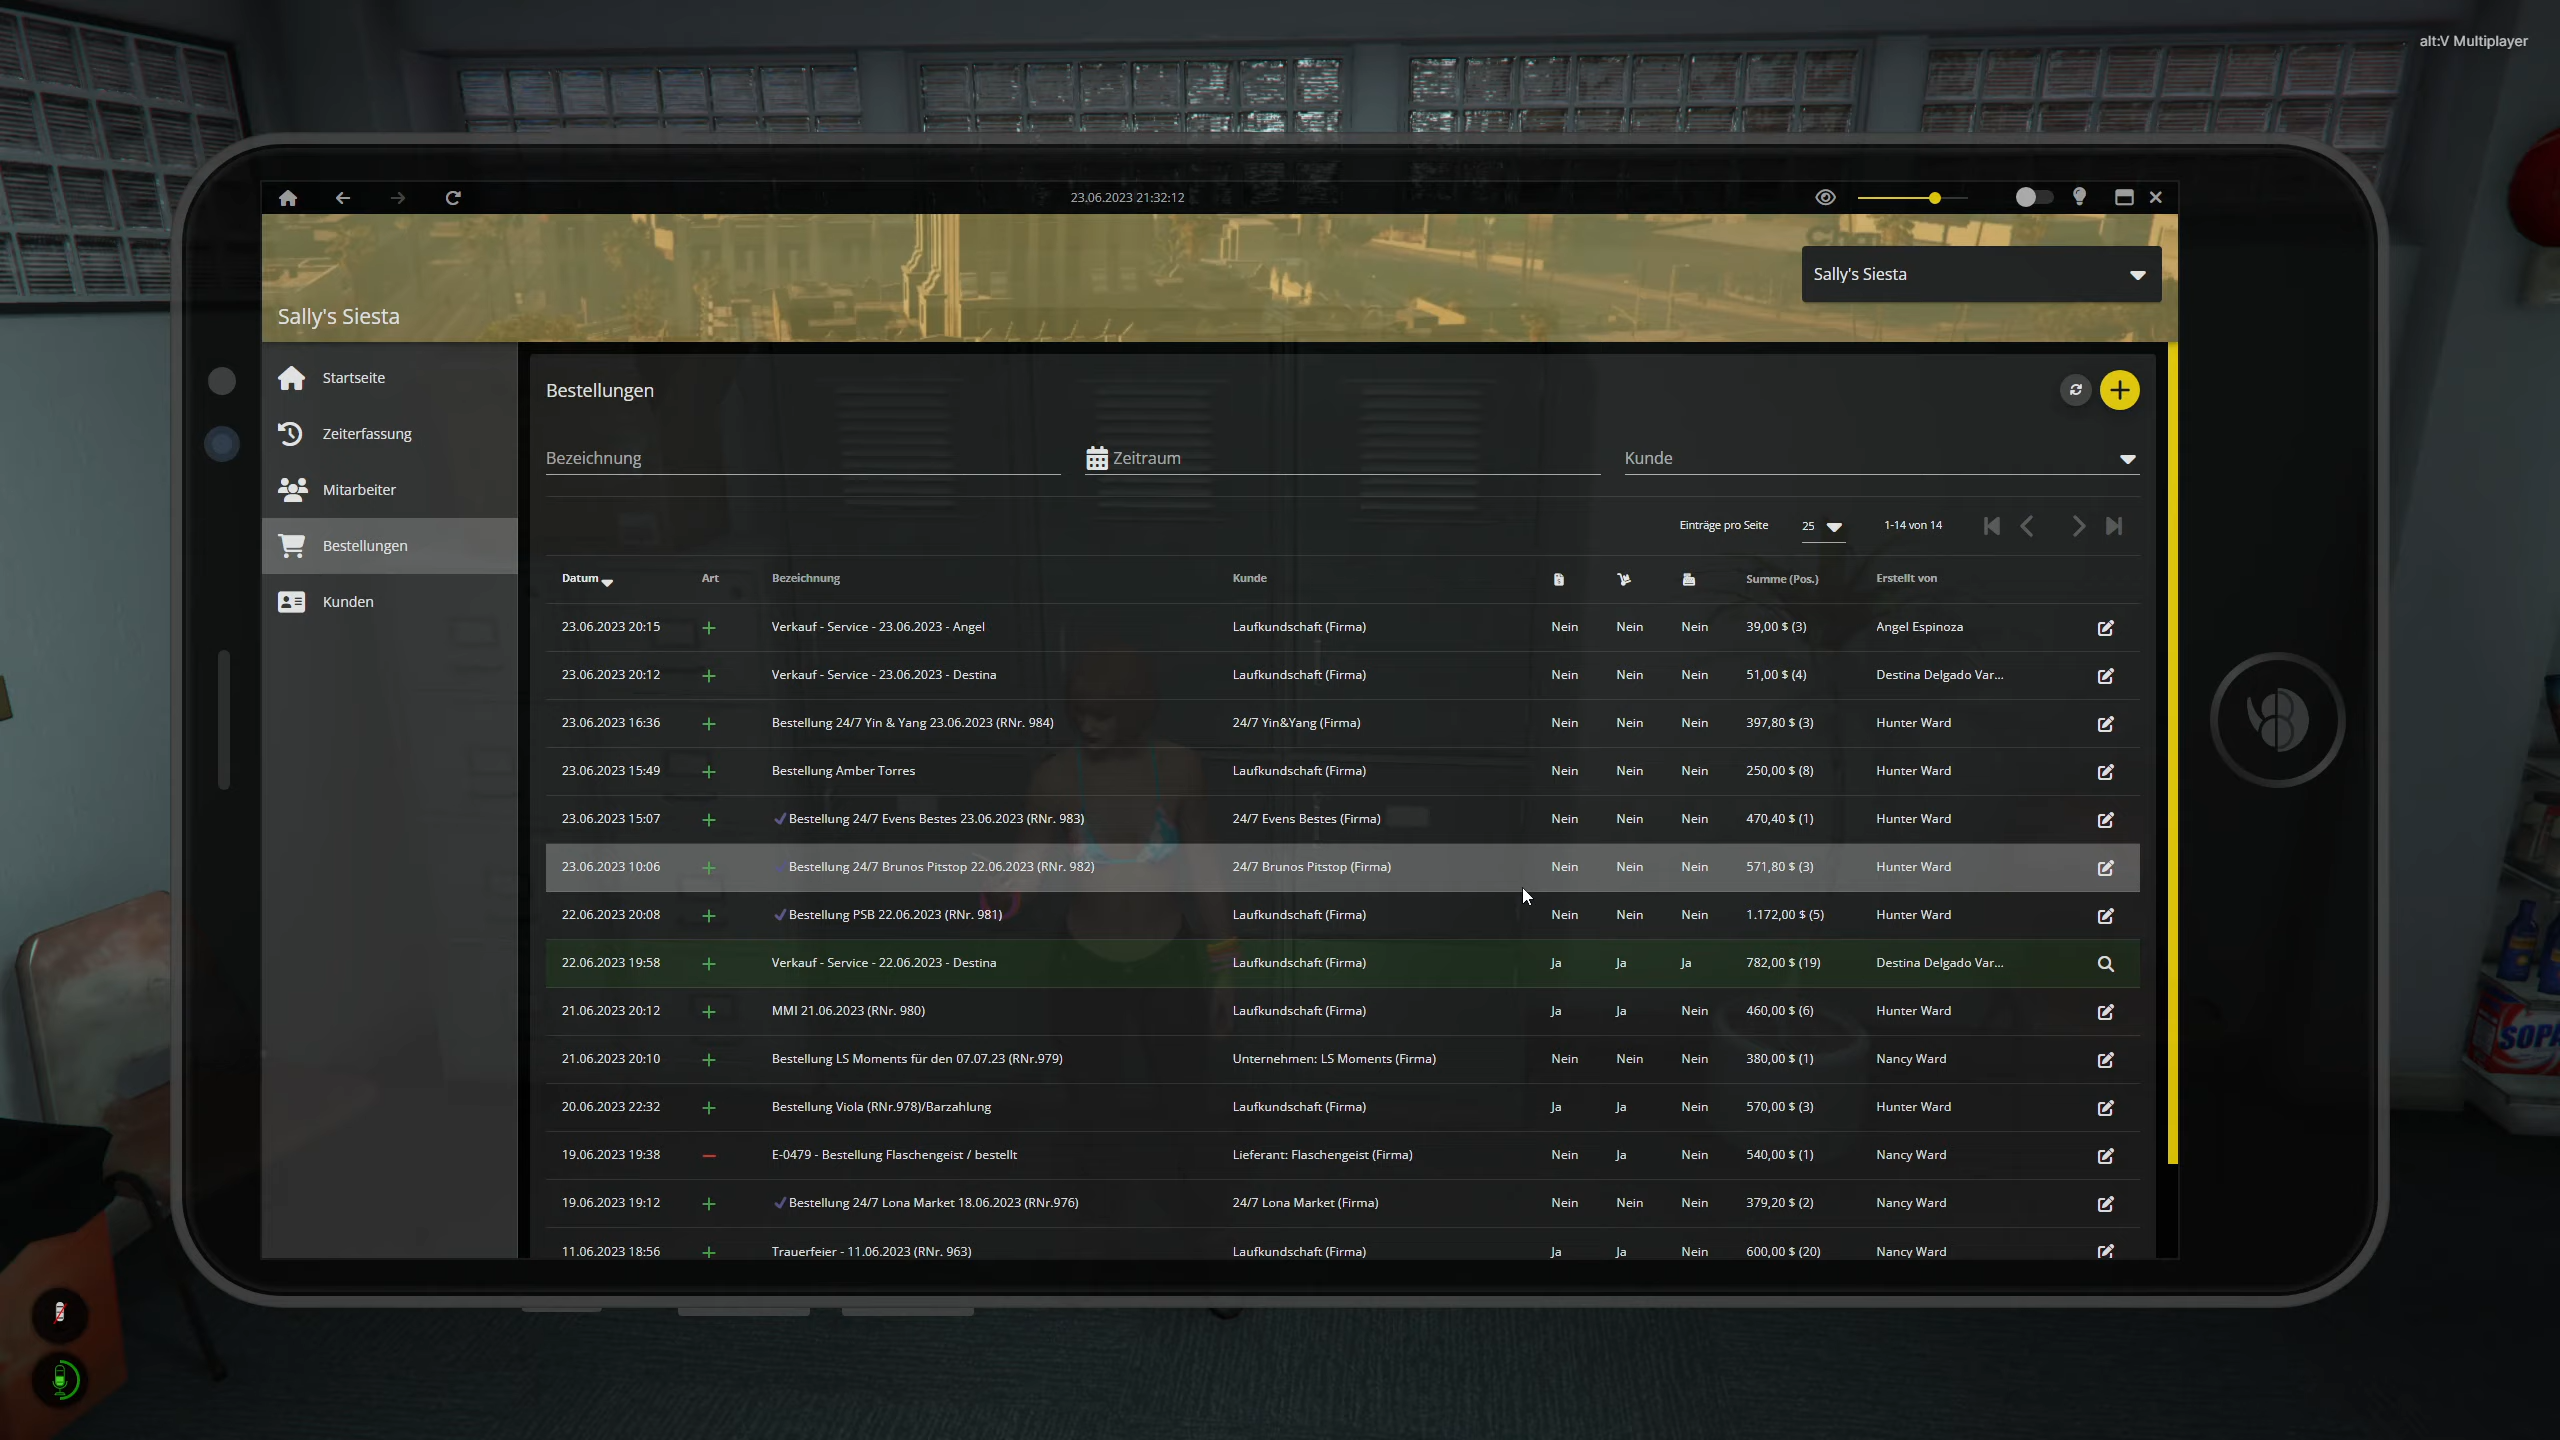 alt:V Multiplayer
23.06.2023 21:32:12
Sally's Siesta
Sally's Siesta
Startseite
Zeiterfassung
Mitarbeiter
Bestellungen
Kunden
Bestellungen
Bezeichnung Zeitraum Kunde
Einträge pro Seite 25 1-14 von 14
Datum Art Bezeichnung Kunde Summe (Pos.) Erstellt von
23.06.2023 20:15 + Verkauf - Service - 23.06.2023 - Angel Laufkundschaft (Firma) Nein Nein Nein 39,00 $ (3) Angel Espinoza
23.06.2023 20:12 + Verkauf - Service - 23.06.2023 - Destina Laufkundschaft (Firma) Nein Nein Nein 51,00 $ (4) Destina Delgado Var...
23.06.2023 16:36 + Bestellung 24/7 Yin & Yang 23.06.2023 (RNr. 984) 24/7 Yin&Yang (Firma) Nein Nein Nein 397,80 $ (3) Hunter Ward
23.06.2023 15:49 + Bestellung Amber Torres Laufkundschaft (Firma) Nein Nein Nein 250,00 $ (8) Hunter Ward
23.06.2023 15:07 + Bestellung 24/7 Evens Bestes 23.06.2023 (RNr. 983) 24/7 Evens Bestes (Firma) Nein Nein Nein 470,40 $ (1) Hunter Ward
23.06.2023 10:06 + Bestellung 24/7 Brunos Pitstop 22.06.2023 (RNr. 982) 24/7 Brunos Pitstop (Firma) Nein Nein Nein 571,80 $ (3) Hunter Ward
22.06.2023 20:08 + Bestellung PSB 22.06.2023 (RNr. 981) Laufkundschaft (Firma) Nein Nein Nein 1.172,00 $ (5) Hunter Ward
22.06.2023 19:58 + Verkauf - Service - 22.06.2023 - Destina Laufkundschaft (Firma) Ja Ja Ja 782,00 $ (19) Destina Delgado Var...
21.06.2023 20:12 + MMI 21.06.2023 (RNr. 980) Laufkundschaft (Firma) Ja Ja Nein 460,00 $ (6) Hunter Ward
21.06.2023 20:10 + Bestellung LS Moments für den 07.07.23 (RNr.979) Unternehmen: LS Moments (Firma) Nein Nein Nein 380,00 $ (1) Nancy Ward
20.06.2023 22:32 + Bestellung Viola (RNr.978)/Barzahlung Laufkundschaft (Firma) Ja Ja Nein 570,00 $ (3) Hunter Ward
19.06.2023 19:38 – E-0479 - Bestellung Flaschengeist / bestellt Lieferant: Flaschengeist (Firma) Nein Ja Nein 540,00 $ (1) Nancy Ward
19.06.2023 19:12 + Bestellung 24/7 Lona Market 18.06.2023 (RNr.976) 24/7 Lona Market (Firma) Nein Nein Nein 379,20 $ (2) Nancy Ward
11.06.2023 18:56 + Trauerfeier - 11.06.2023 (RNr. 963) Laufkundschaft (Firma) Ja Ja Nein 600,00 $ (20) Nancy Ward